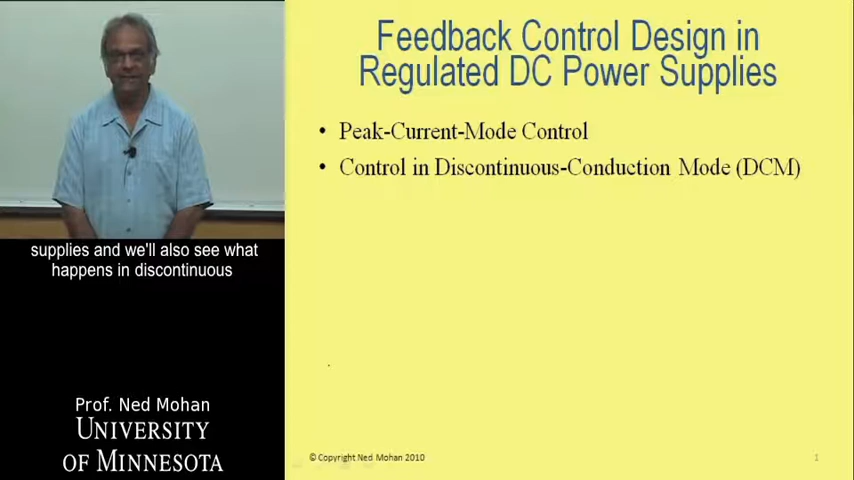 Feedback Control Design in
Regulated DC Power Supplies
• Peak-Current-Mode Control
• Control in Discontinuous-Conduction Mode (DCM)
supplies and we'll also see what
happens in discontinuous
Prof. Ned Mohan
UNIVERSITY
OF MINNESOTA
© Copyright Ned Mohan 2010
1